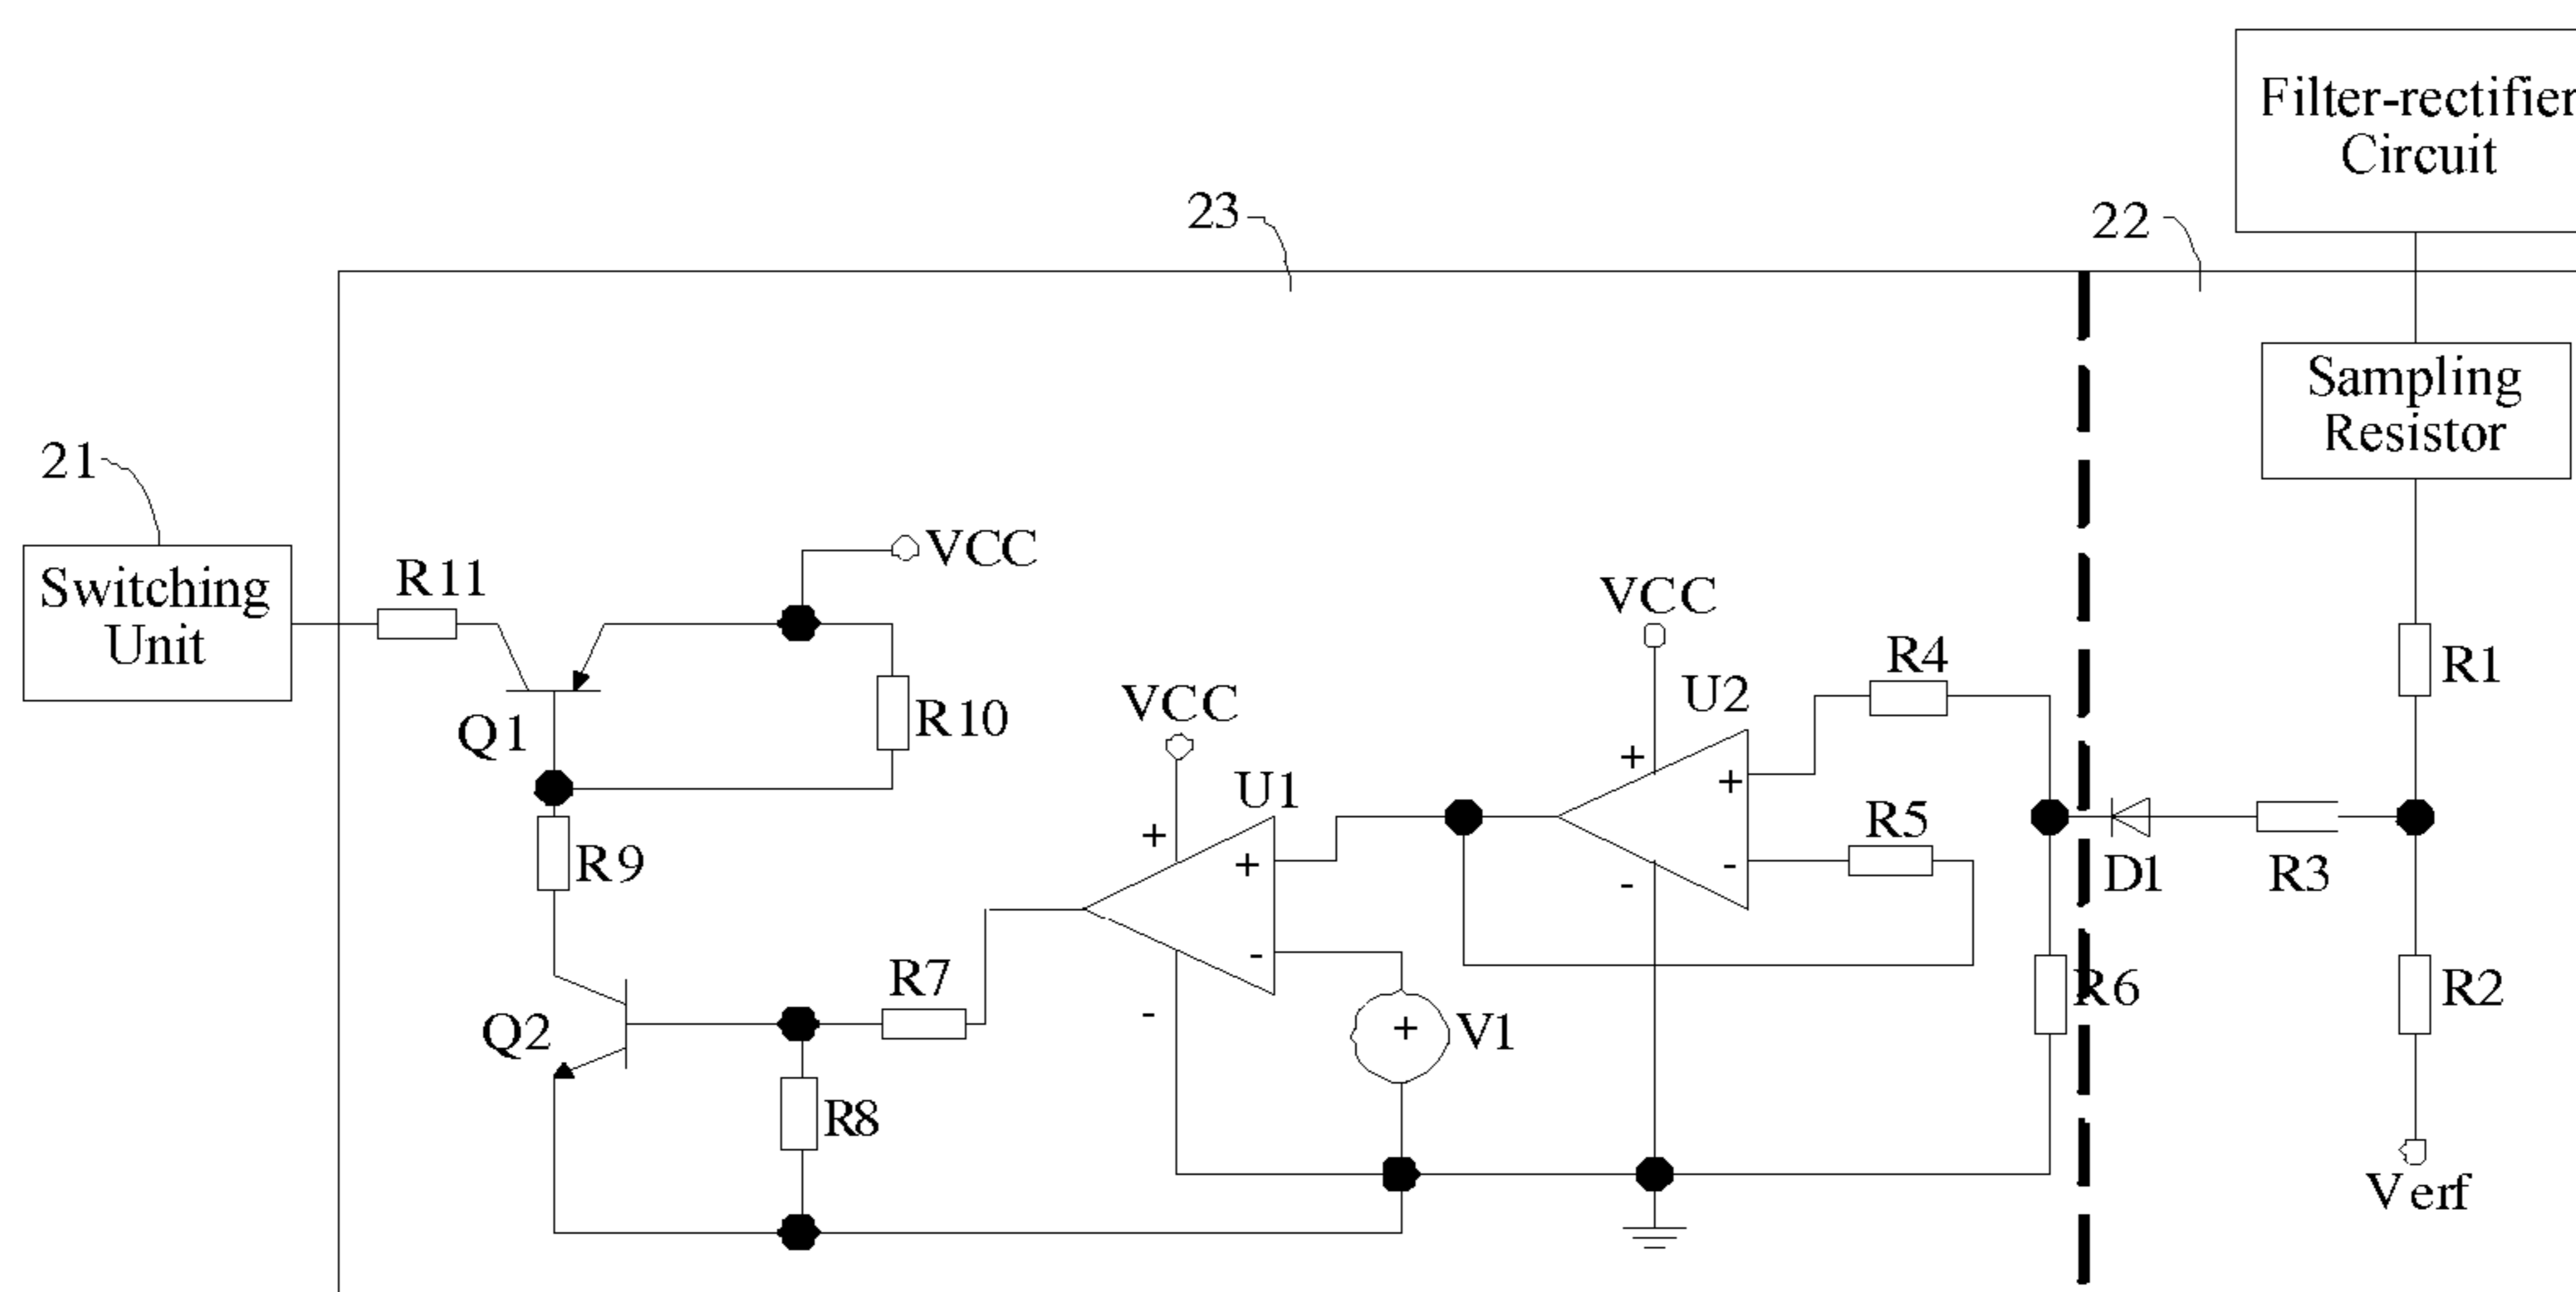 Filter-rectifier
Circuit
23
22
Sampling
Resistor
21
Switching
Unit
R11
VCC
VCC
R4
R1
U2
R10
Q1
VCC
+
+
U1
R5
+
+
R9
-
-
D1
R3
R7
-
R6
R2
Q2
-
+
V1
R8
Verf